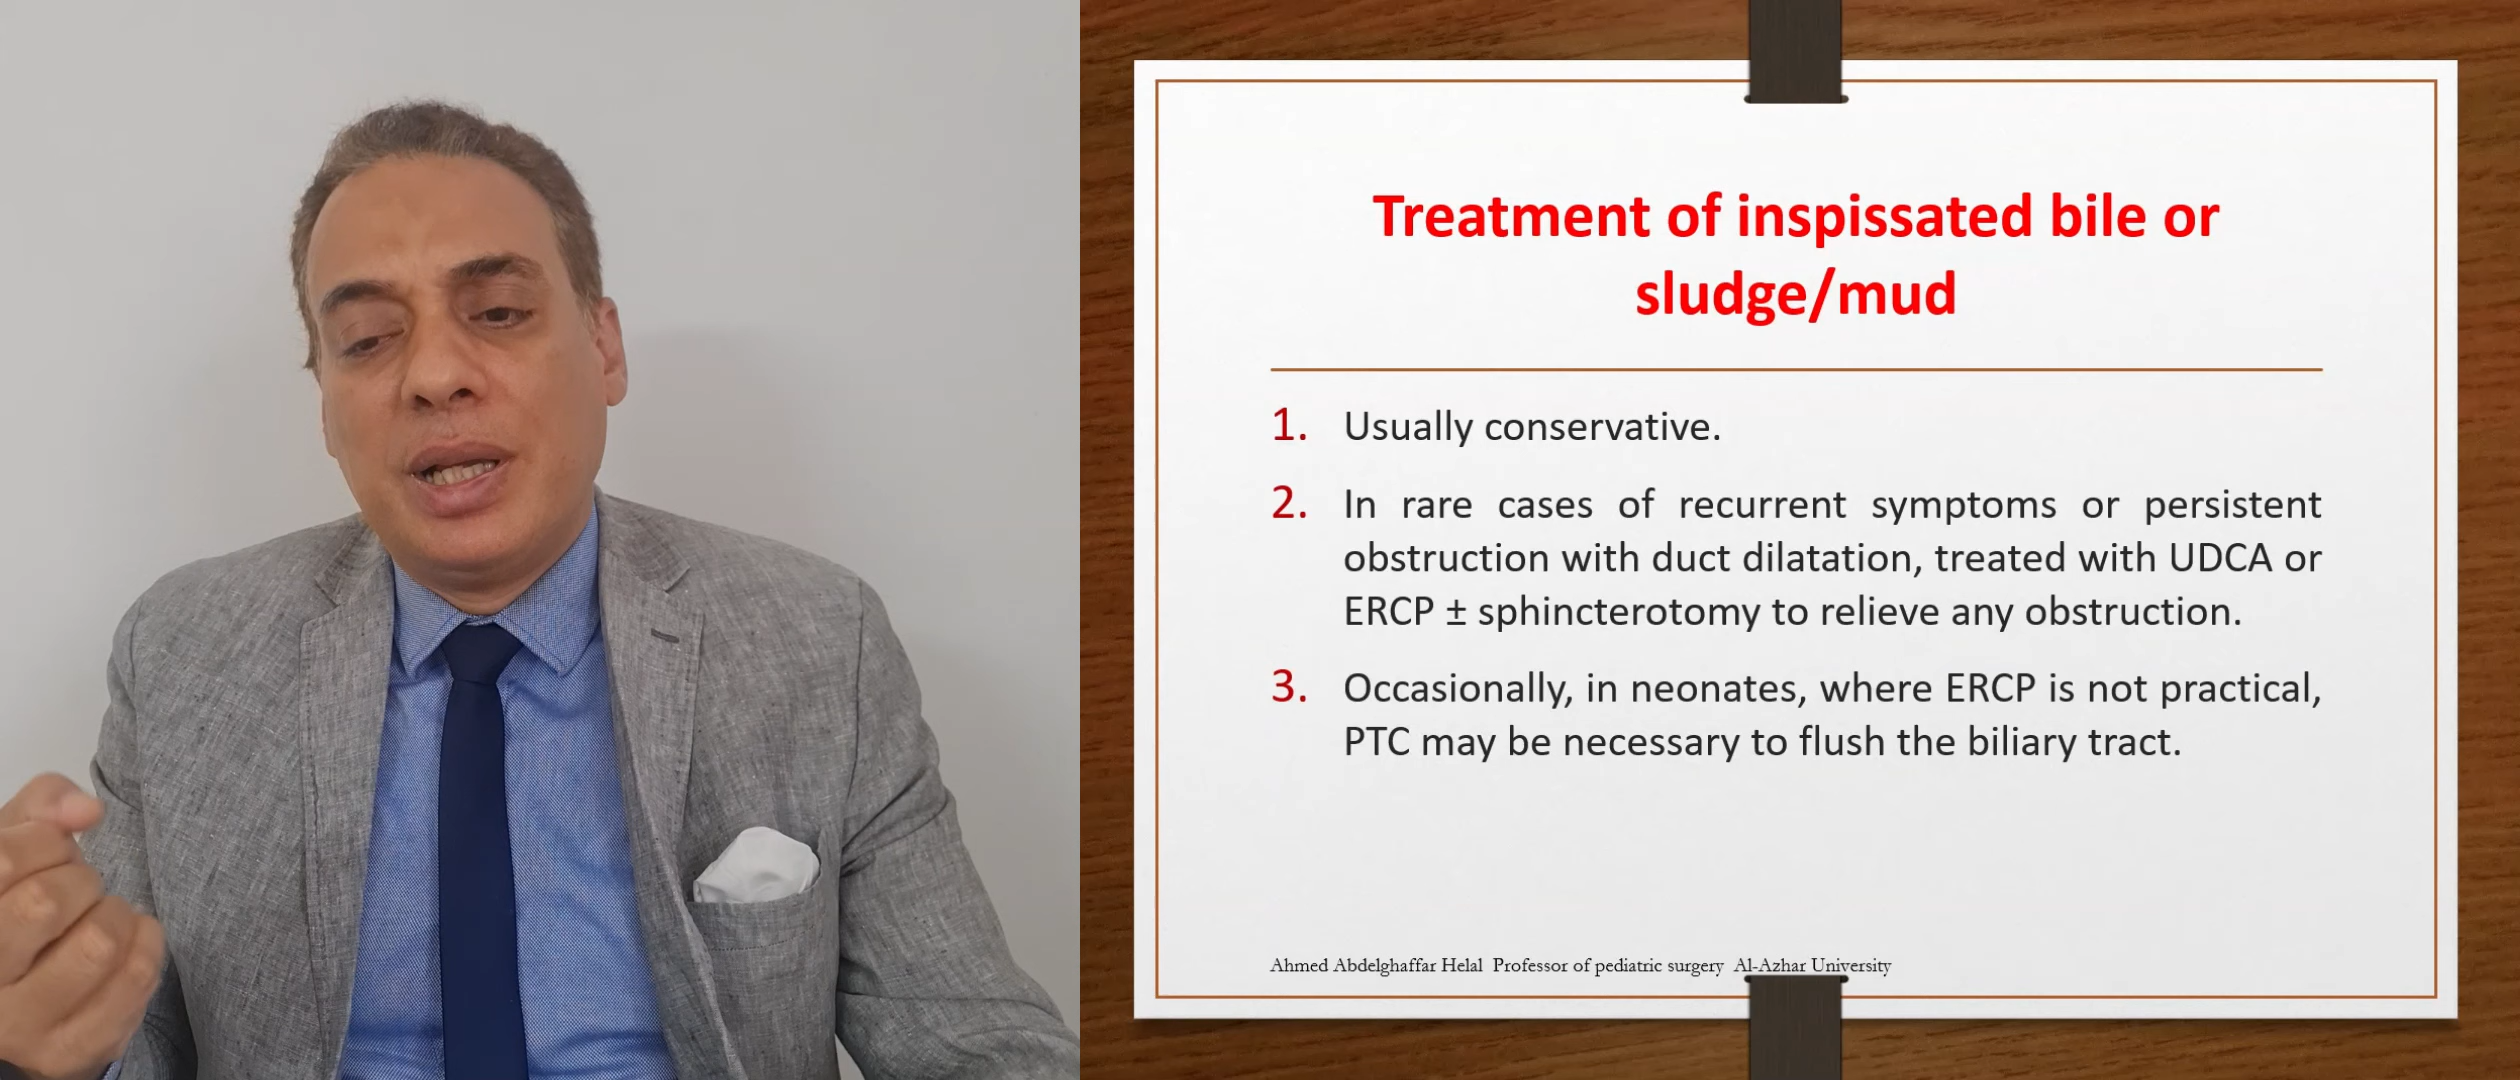 Treatment of inspissated bile or
sludge/mud
1. Usually conservative.
2. In rare cases of recurrent symptoms or persistent
obstruction with duct dilatation, treated with UDCA or
ERCP ± sphincterotomy to relieve any obstruction.
3. Occasionally, in neonates, where ERCP is not practical,
PTC may be necessary to flush the biliary tract.
Ahmed Abdelghaffar Helal Professor of pediatric surgery Al-Azhar University